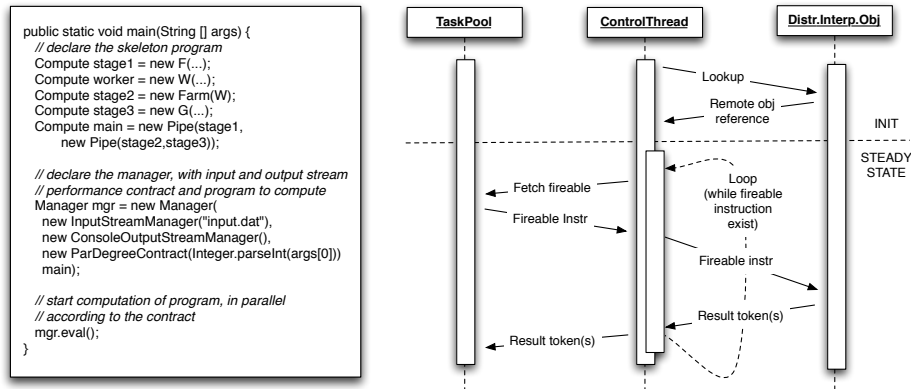 public static void main(String [] args) {
// declare the skeleton program
Compute stage1 = new F(...);
Compute worker = new W(...);
Compute stage2 = new Farm(W);
Compute stage3 = new G(...);
Compute main = new Pipe(stage1,
new Pipe(stage2,stage3));
// declare the manager, with input and output stream
// performance contract and program to compute
Manager mgr = new Manager(
new InputStreamManager("input.dat"),
new ConsoleOutputStreamManager(),
new ParDegreeContract(Integer.parseInt(args[0]))
main);
// start computation of program, in parallel
// according to the contract
mgr.eval();
}
TaskPool
ControlThread
Distr.Interp.Obj
Lookup
Remote obj
reference
INIT
STEADY
STATE
Fetch fireable
Loop
(while fireable
instruction
exist)
Fireable Instr
Fireable instr
Result token(s)
Result token(s)